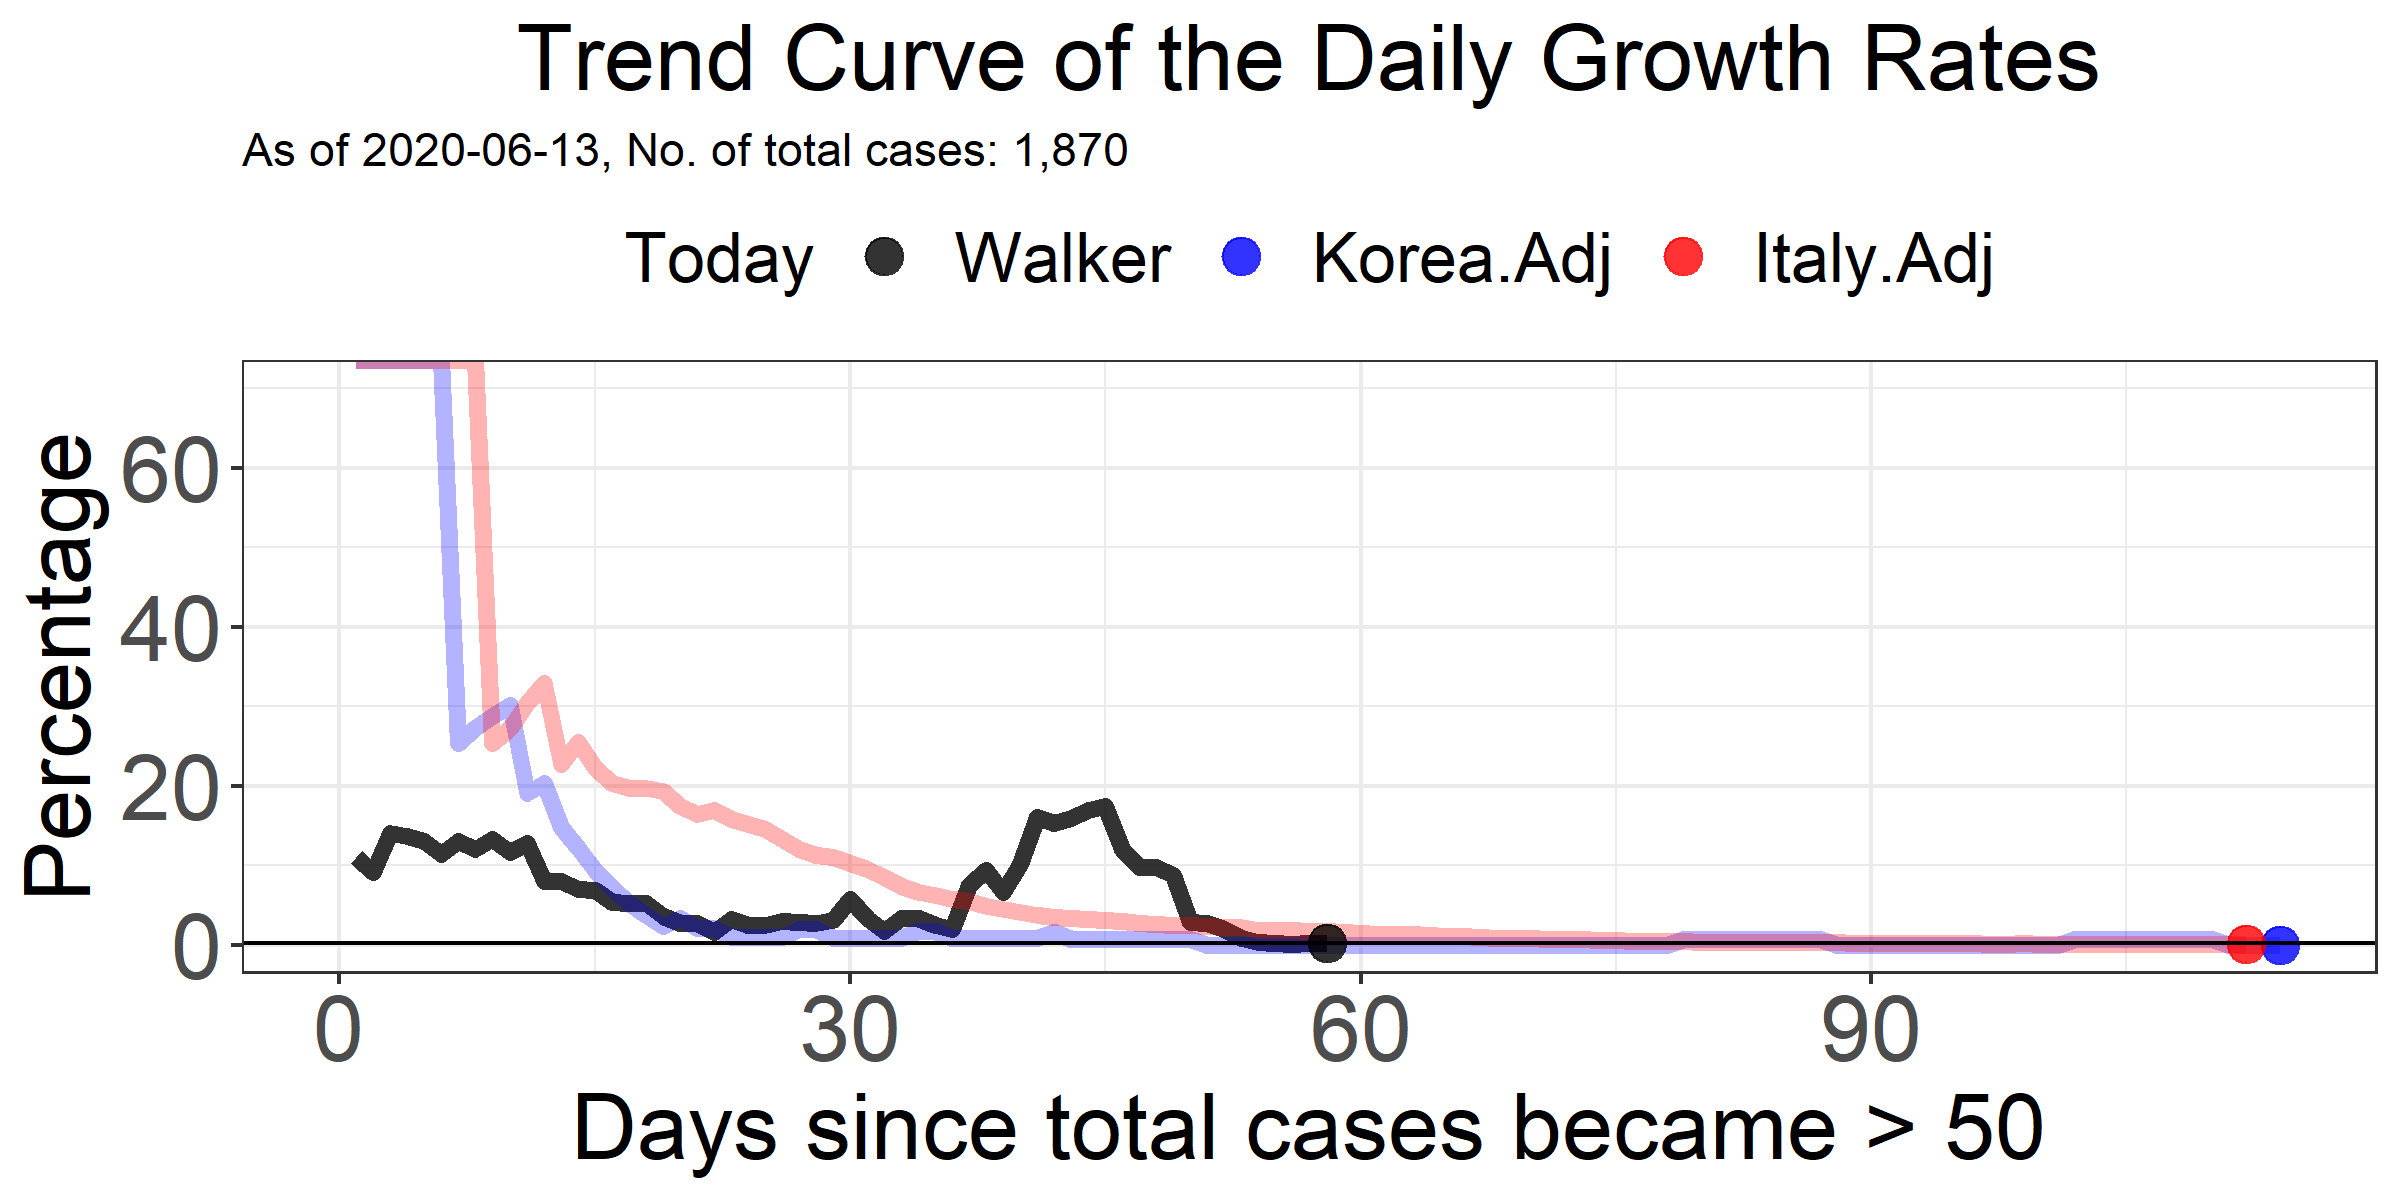 Trend Curve of the Daily Growth Rates
As of 2020-06-13, No. of total cases: 1,870
Today Walker Korea.Adj Italy.Adj
Percentage
60
40
20
0
0 30 60 90
Days since total cases became > 50